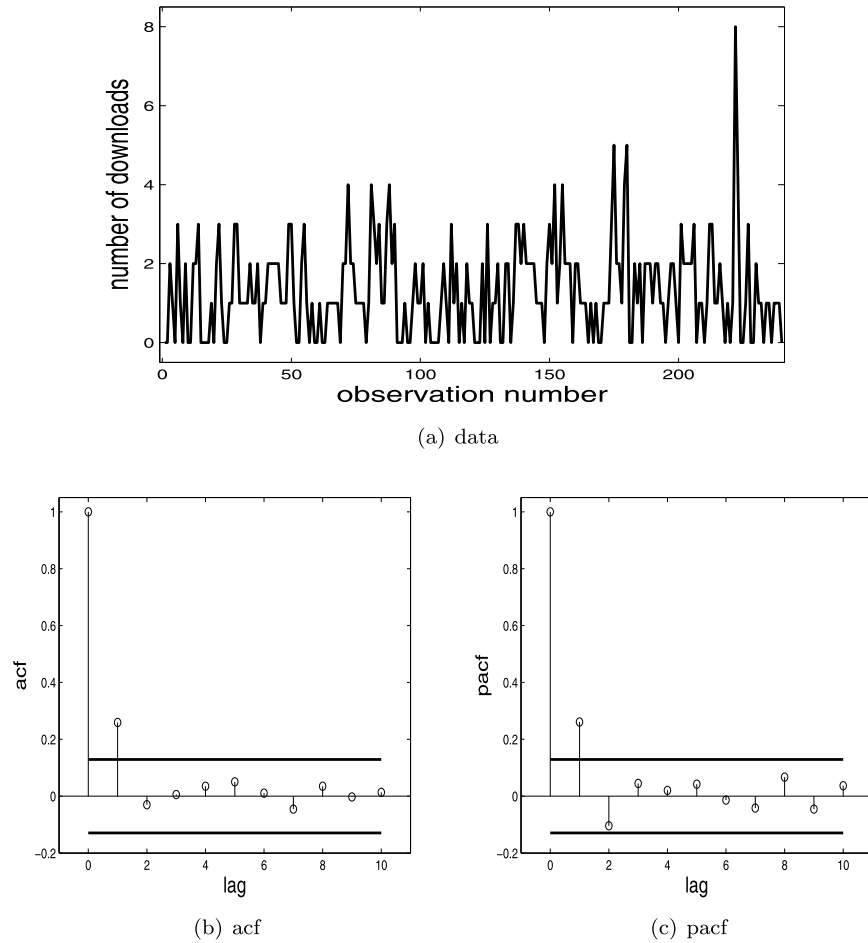 8
6
4
2
0
number of downloads
0 50 100 150 200
observation number
(a) data
1
0.8
0.6
0.4
0.2
0
−0.2
acf
0 2 4 6 8 10
lag
(b) acf
1
0.8
0.6
0.4
0.2
0
−0.2
pacf
0 2 4 6 8 10
lag
(c) pacf